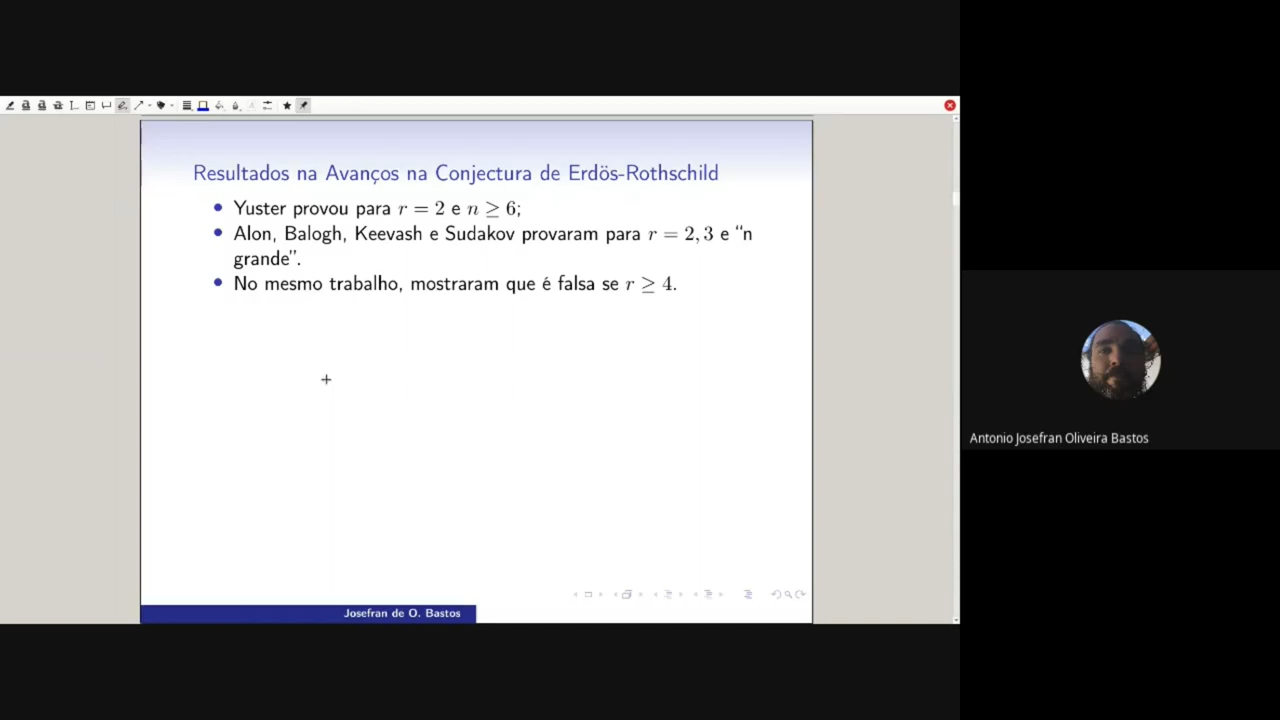 Resultados na Avanços na Conjectura de Erdös-Rothschild
Yuster provou para r = 2 e n ≥ 6;
Alon, Balogh, Keevash e Sudakov provaram para r = 2, 3 e “n
grande”.
No mesmo trabalho, mostraram que é falsa se r ≥ 4.
Josefran de O. Bastos
Antonio Josefran Oliveira Bastos